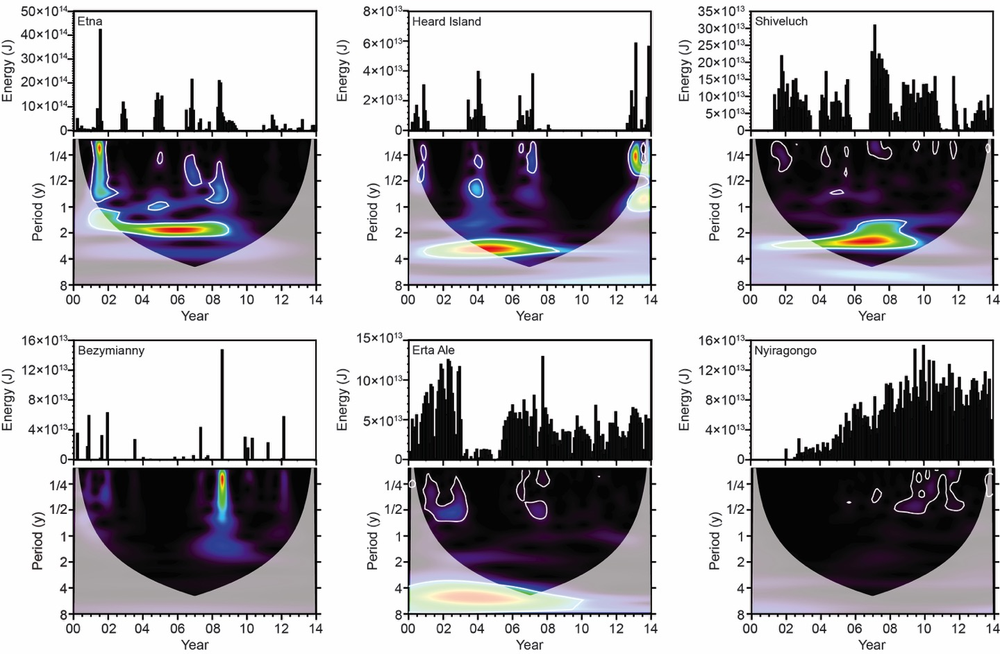 Etna
Energy (J)
50×10¹⁴
40×10¹⁴
30×10¹⁴
20×10¹⁴
10×10¹⁴
0
Period (y)
1/4
1/2
1
2
4
8
00 02 04 06 08 10 12 14
Year
Heard Island
Energy (J)
8×10¹³
6×10¹³
4×10¹³
2×10¹³
0
Period (y)
1/4
1/2
1
2
4
8
00 02 04 06 08 10 12 14
Year
Shiveluch
Energy (J)
35×10¹³
30×10¹³
25×10¹³
20×10¹³
15×10¹³
10×10¹³
5×10¹³
0
Period (y)
1/4
1/2
1
2
4
8
00 02 04 06 08 10 12 14
Year
Bezymianny
Energy (J)
16×10¹³
12×10¹³
8×10¹³
4×10¹³
0
Period (y)
1/4
1/2
1
2
4
8
00 02 04 06 08 10 12 14
Year
Erta Ale
Energy (J)
15×10¹³
10×10¹³
5×10¹³
0
Period (y)
1/4
1/2
1
2
4
8
00 02 04 06 08 10 12 14
Year
Nyiragongo
Energy (J)
16×10¹³
12×10¹³
8×10¹³
4×10¹³
0
Period (y)
1/4
1/2
1
2
4
8
00 02 04 06 08 10 12 14
Year